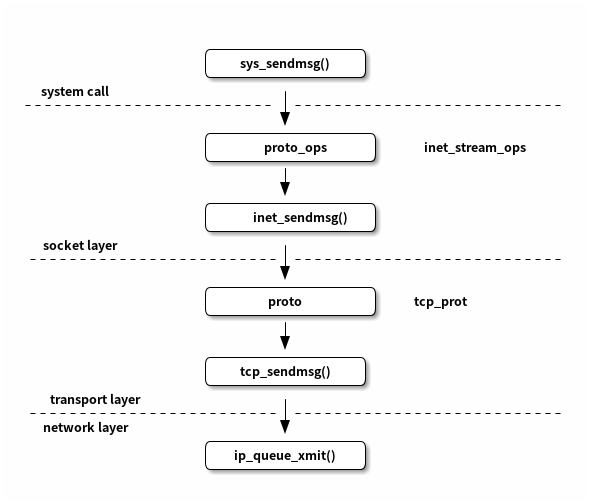 sys_sendmsg()
system call
proto_ops
inet_stream_ops
inet_sendmsg()
socket layer
proto
tcp_prot
tcp_sendmsg()
transport layer
network layer
ip_queue_xmit()